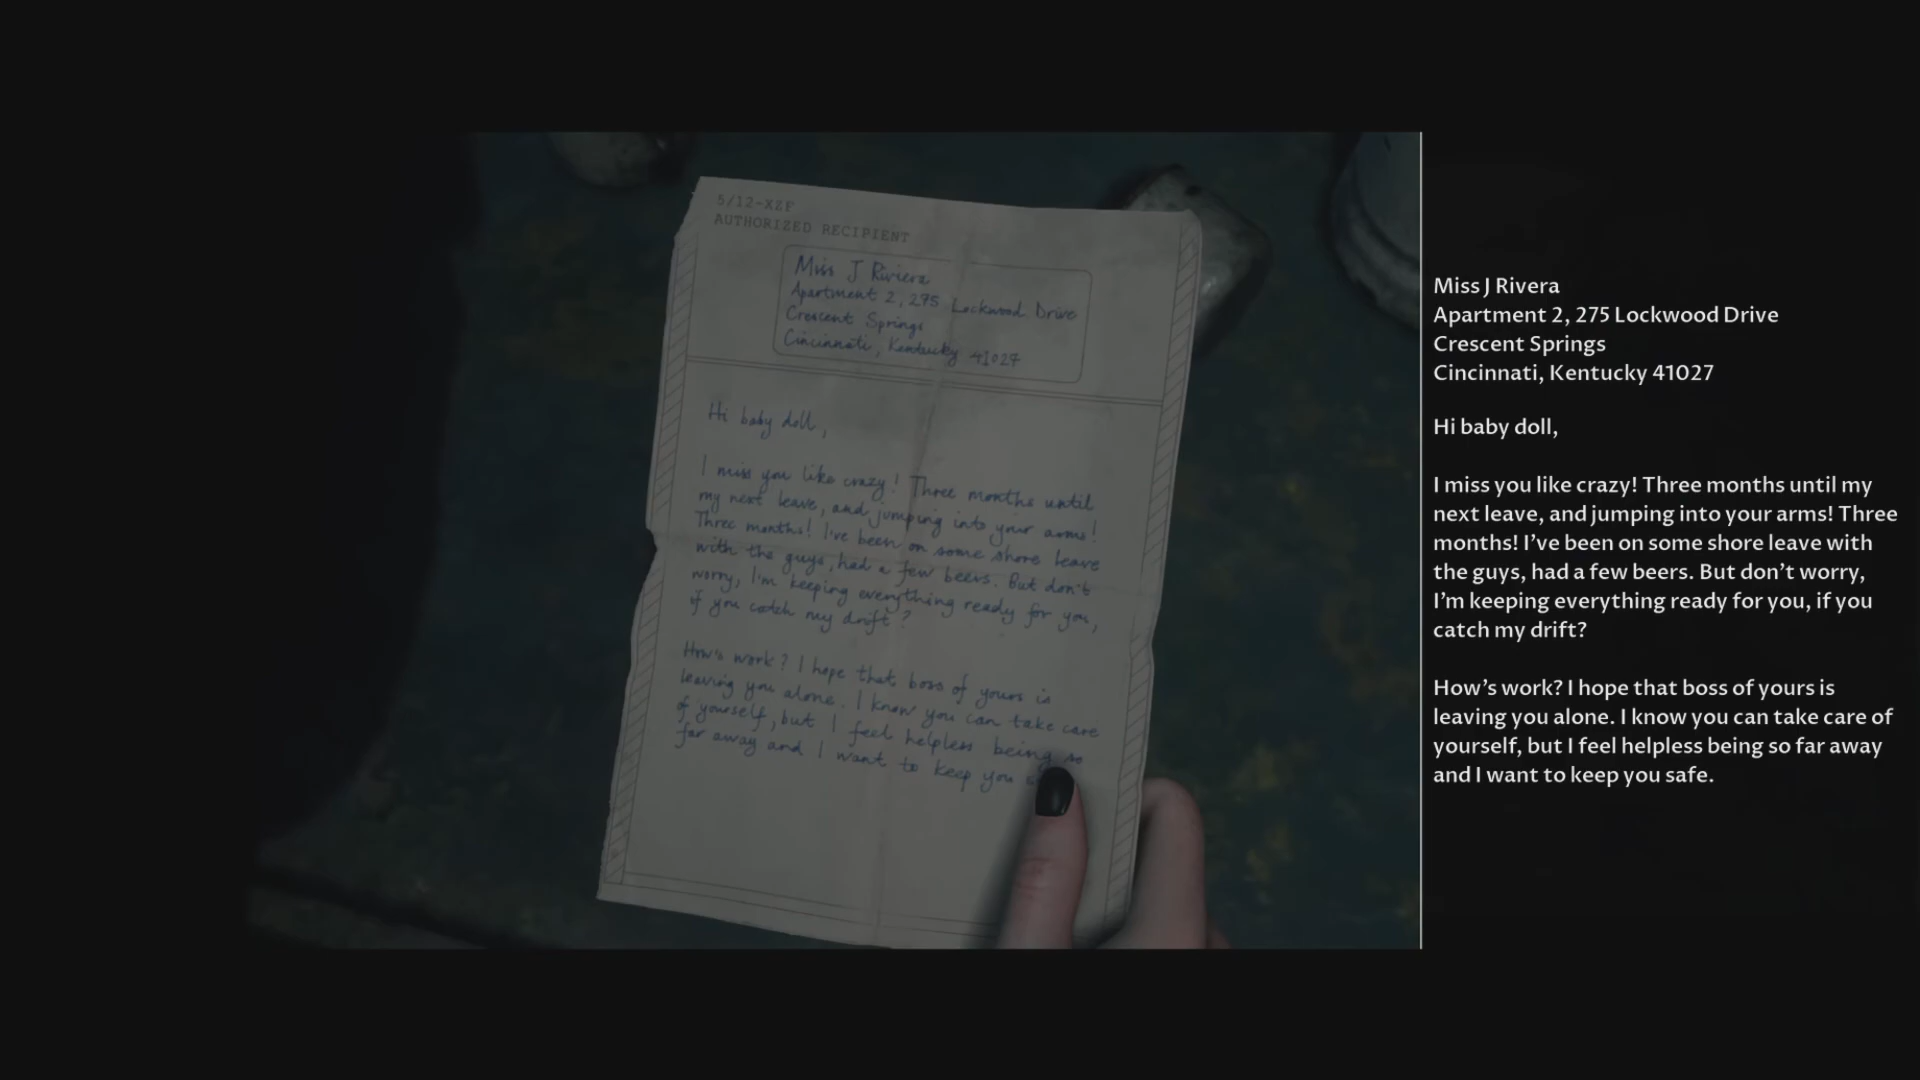 5/12-XZF
AUTHORIZED RECIPIENT
Miss J Riviera
Apartment 2, 275 Lockwood Drive
Crescent Springs
Cincinnati, Kentucky 41027
Hi baby doll,
I miss you like crazy! Three months until
my next leave, and jumping into your arms!
Three months! I've been on some shore leave
with the guys, had a few beers. But don't
worry, I'm keeping everything ready for you,
if you catch my drift?
How's work? I hope that boss of yours is
leaving you alone. I know you can take care
of yourself, but I feel helpless being so
far away and I want to keep you
Miss J Rivera
Apartment 2, 275 Lockwood Drive
Crescent Springs
Cincinnati, Kentucky 41027
Hi baby doll,
I miss you like crazy! Three months until my
next leave, and jumping into your arms! Three
months! I've been on some shore leave with
the guys, had a few beers. But don't worry,
I'm keeping everything ready for you, if you
catch my drift?
How's work? I hope that boss of yours is
leaving you alone. I know you can take care of
yourself, but I feel helpless being so far away
and I want to keep you safe.